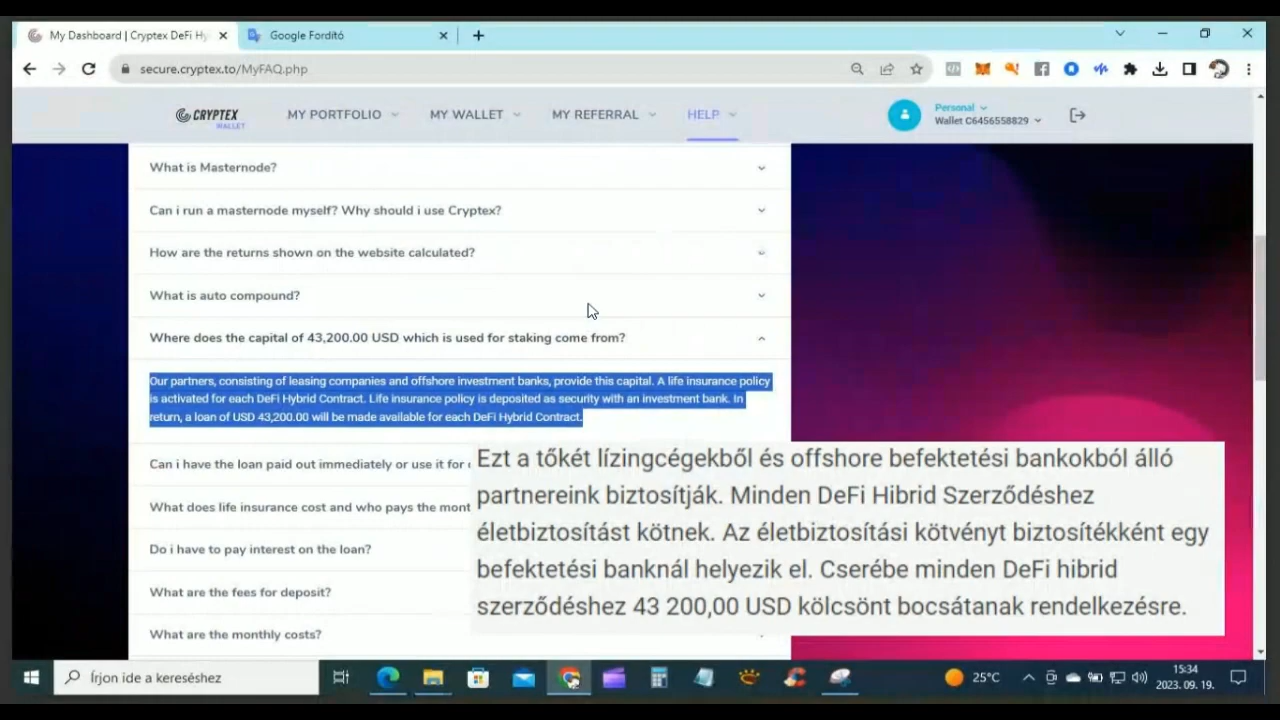 My Dashboard | Cryptex DeFi Hy
Google Fordító
secure.cryptex.to/MyFAQ.php
CRYPTEX
WALLET
MY PORTFOLIO
MY WALLET
MY REFERRAL
HELP
Personal
Wallet C6456558829
What is Masternode?
Can i run a masternode myself? Why should i use Cryptex?
How are the returns shown on the website calculated?
What is auto compound?
Where does the capital of 43,200.00 USD which is used for staking come from?
Our partners, consisting of leasing companies and offshore investment banks, provide this capital. A life insurance policy
is activated for each DeFi Hybrid Contract. Life insurance policy is deposited as security with an investment bank. In
return, a loan of USD 43,200.00 will be made available for each DeFi Hybrid Contract.
Can i have the loan paid out immediately or use it for
What does life insurance cost and who pays the mont
Do i have to pay interest on the loan?
What are the fees for deposit?
What are the monthly costs?
Ezt a tőkét lízingcégekből és offshore befektetési bankokból álló
partnereink biztosítják. Minden DeFi Hibrid Szerződéshez
életbiztosítást kötnek. Az életbiztosítási kötvényt biztosítékként egy
befektetési banknál helyezik el. Cserébe minden DeFi hibrid
szerződéshez 43 200,00 USD kölcsönt bocsátanak rendelkezésre.
Írjon ide a kereséshez
25°C
15:34
2023. 09. 19.